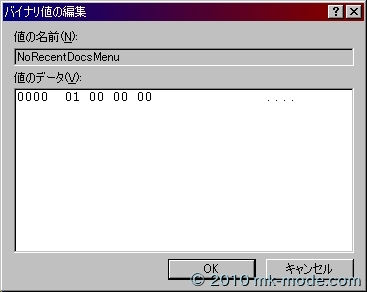 バイナリ値の編集
値の名前(N):
NoRecentDocsMenu
値のデータ(V):
0000 01 00 00 00 ....
OK キャンセル
© 2010 mk-mode.com